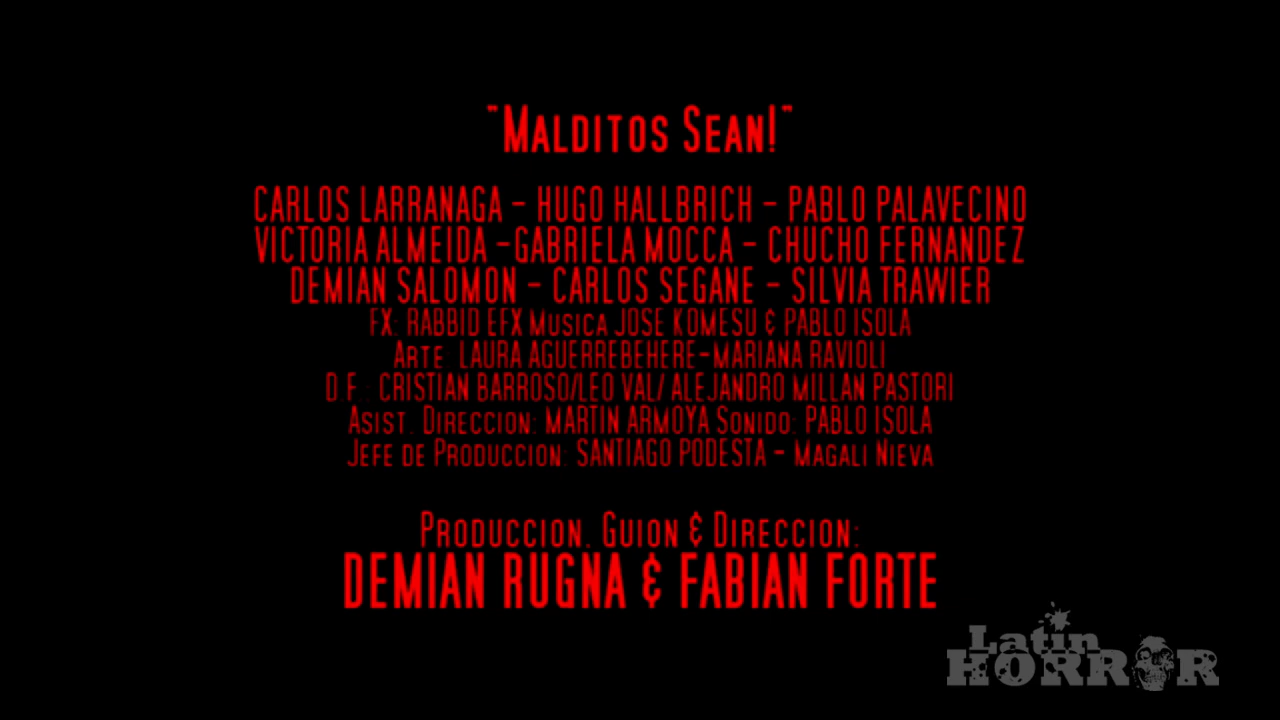 "Malditos Sean!"
CARLOS LARRANAGA - HUGO HALLBRICH - PABLO PALAVECINO
VICTORIA ALMEIDA -GABRIELA MOCCA - CHUCHO FERNANDEZ
DEMIAN SALOMON - CARLOS SEGANE - SILVIA TRAWIER
FX: RABBID EFX Musica JOSE KOMESU & PABLO ISOLA
Arte LAURA AGUERREBEHERE-MARIANA RAVIOLI
D F : CRISTIAN BARROSO/LEO VAL/ ALEJANDRO MILLAN PASTORI
Asist. Direccion: MARTIN ARMOYA Sonido: PABLO ISOLA
Jefe de Produccion: SANTIAGO PODESTA - Magali Nieva
Produccion, Guion & Direccion:
DEMIAN RUGNA & FABIAN FORTE
Latin
HORROR